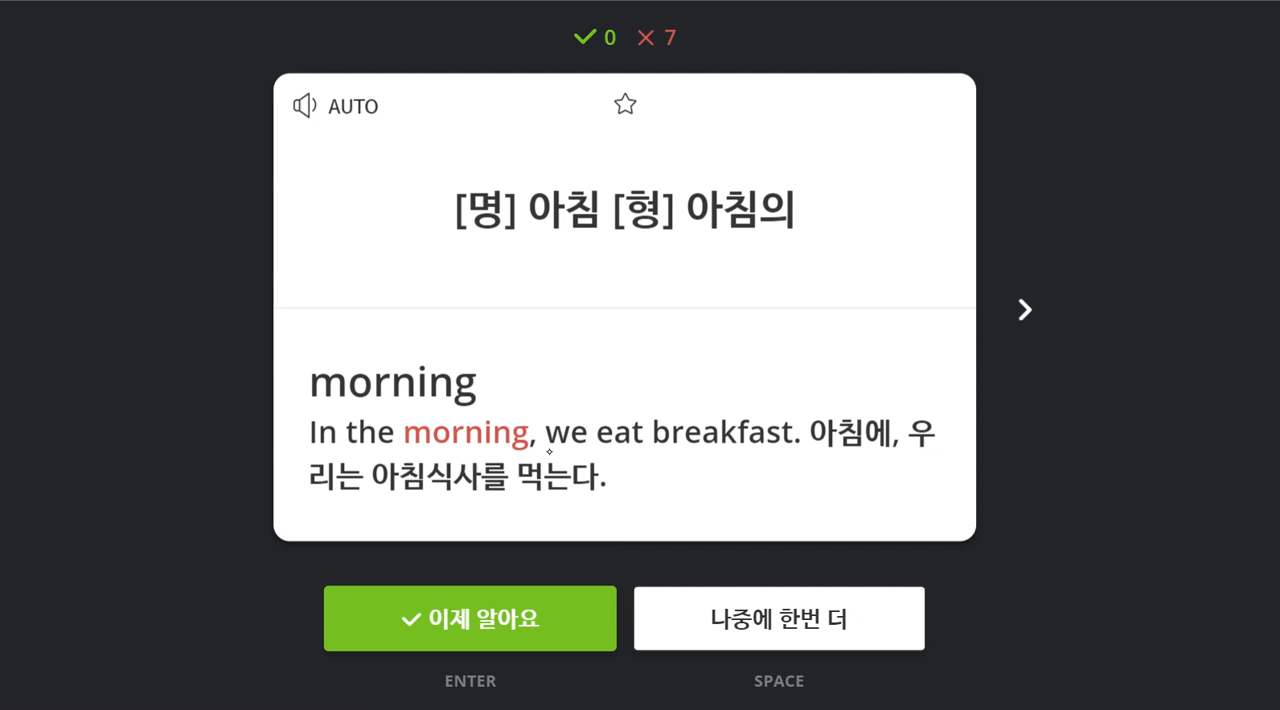 0 7
AUTO
[명] 아침 [형] 아침의
morning
In the morning, we eat breakfast. 아침에, 우
리는 아침식사를 먹는다.
이제 알아요 나중에 한번 더
ENTER SPACE